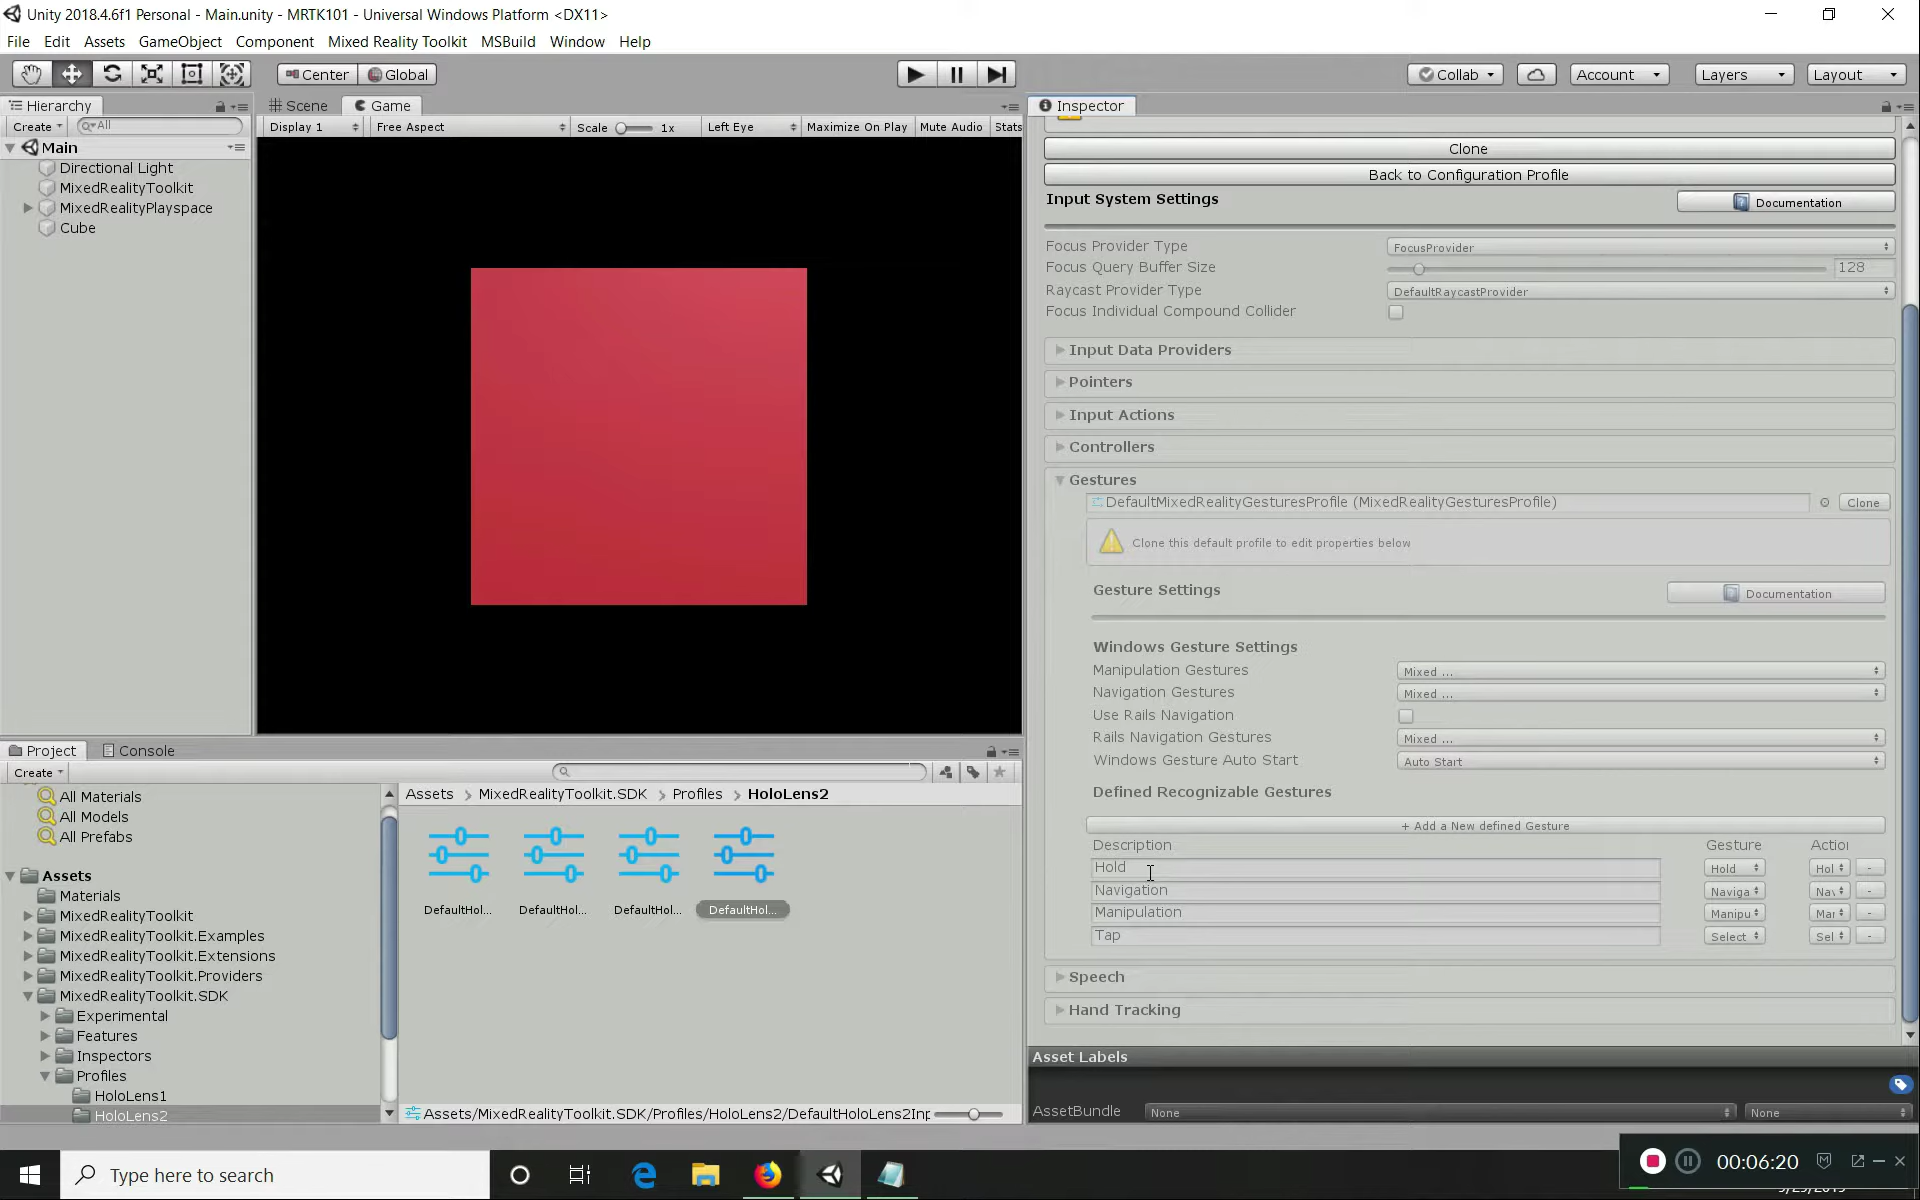 Unity 2018.4.6f1 Personal - Main.unity - MRTK101 - Universal Windows Platform <DX11>
File Edit Assets GameObject Component Mixed Reality Toolkit MSBuild Window Help
Center Global Collab Account Layers Layout
Hierarchy Scene Game Inspector
Create All Display 1 Free Aspect Scale 1x Left Eye Maximize On Play Mute Audio Stats
Main
Directional Light
MixedRealityToolkit
MixedRealityPlayspace
Cube
Clone
Back to Configuration Profile
Input System Settings Documentation
Focus Provider Type FocusProvider
Focus Query Buffer Size 128
Raycast Provider Type DefaultRaycastProvider
Focus Individual Compound Collider
Input Data Providers
Pointers
Input Actions
Controllers
Gestures
DefaultMixedRealityGesturesProfile (MixedRealityGesturesProfile) Clone
Clone this default profile to edit properties below
Gesture Settings Documentation
Windows Gesture Settings
Manipulation Gestures Mixed ...
Navigation Gestures Mixed ...
Use Rails Navigation
Rails Navigation Gestures Mixed ...
Windows Gesture Auto Start Auto Start
Defined Recognizable Gestures
+ Add a New defined Gesture
Description Gesture Action
Hold Hold Hol -
Navigation Naviga Nav -
Manipulation Manipu Mar -
Tap Select Sel -
Speech
Hand Tracking
Asset Labels
AssetBundle None None
Project Console
Create
All Materials
All Models
All Prefabs
Assets
Materials
MixedRealityToolkit
MixedRealityToolkit.Examples
MixedRealityToolkit.Extensions
MixedRealityToolkit.Providers
MixedRealityToolkit.SDK
Experimental
Features
Inspectors
Profiles
HoloLens1
HoloLens2
Assets > MixedRealityToolkit.SDK > Profiles > HoloLens2
DefaultHol... DefaultHol... DefaultHol... DefaultHol...
Assets/MixedRealityToolkit.SDK/Profiles/HoloLens2/DefaultHoloLens2Inp
Type here to search
00:06:20